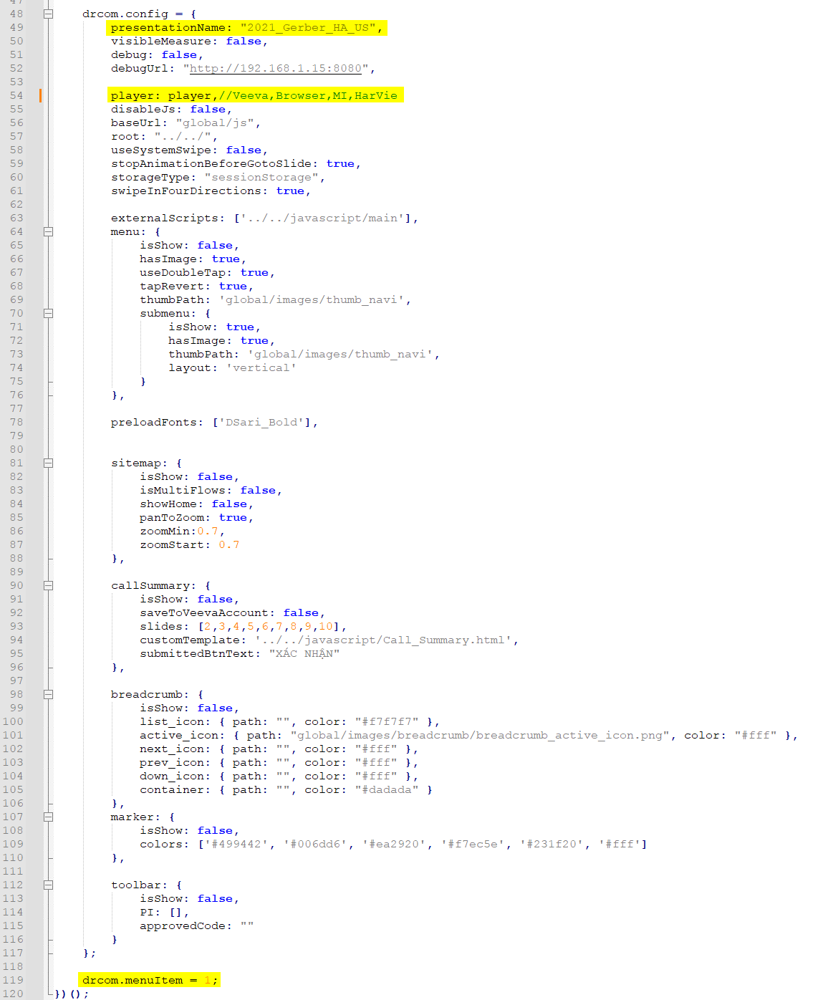 47
48 drcom.config = {
49 presentationName: "2021_Gerber_HA_US",
50 visibleMeasure: false,
51 debug: false,
52 debugUrl: "http://192.168.1.15:8080",
53
54 player: player,//Veeva,Browser,MI,HarVie
55 disableJs: false,
56 baseUrl: "global/js",
57 root: "../../",
58 useSystemSwipe: false,
59 stopAnimationBeforeGotoSlide: true,
60 storageType: "sessionStorage",
61 swipeInFourDirections: true,
62
63 externalScripts: ['../../javascript/main'],
64 menu: {
65 isShow: false,
66 hasImage: true,
67 useDoubleTap: true,
68 tapRevert: true,
69 thumbPath: 'global/images/thumb_navi',
70 submenu: {
71 isShow: true,
72 hasImage: true,
73 thumbPath: 'global/images/thumb_navi',
74 layout: 'vertical'
75 }
76 },
77
78 preloadFonts: ['DSari_Bold'],
79
80
81 sitemap: {
82 isShow: false,
83 isMultiFlows: false,
84 showHome: false,
85 panToZoom: true,
86 zoomMin:0.7,
87 zoomStart: 0.7
88 },
89
90 callSummary: {
91 isShow: false,
92 saveToVeevaAccount: false,
93 slides: [2,3,4,5,6,7,8,9,10],
94 customTemplate: '../../javascript/Call_Summary.html',
95 submittedBtnText: "XÁC NHẬN"
96 },
97
98 breadcrumb: {
99 isShow: false,
100 list_icon: { path: "", color: "#f7f7f7" },
101 active_icon: { path: "global/images/breadcrumb/breadcrumb_active_icon.png", color: "#fff" },
102 next_icon: { path: "", color: "#fff" },
103 prev_icon: { path: "", color: "#fff" },
104 down_icon: { path: "", color: "#fff" },
105 container: { path: "", color: "#dadada" }
106 },
107 marker: {
108 isShow: false,
109 colors: ['#499442', '#006dd6', '#ea2920', '#f7ec5e', '#231f20', '#fff']
110 },
111
112 toolbar: {
113 isShow: false,
114 PI: [],
115 approvedCode: ""
116 }
117 };
118
119 drcom.menuItem = 1;
120 })();